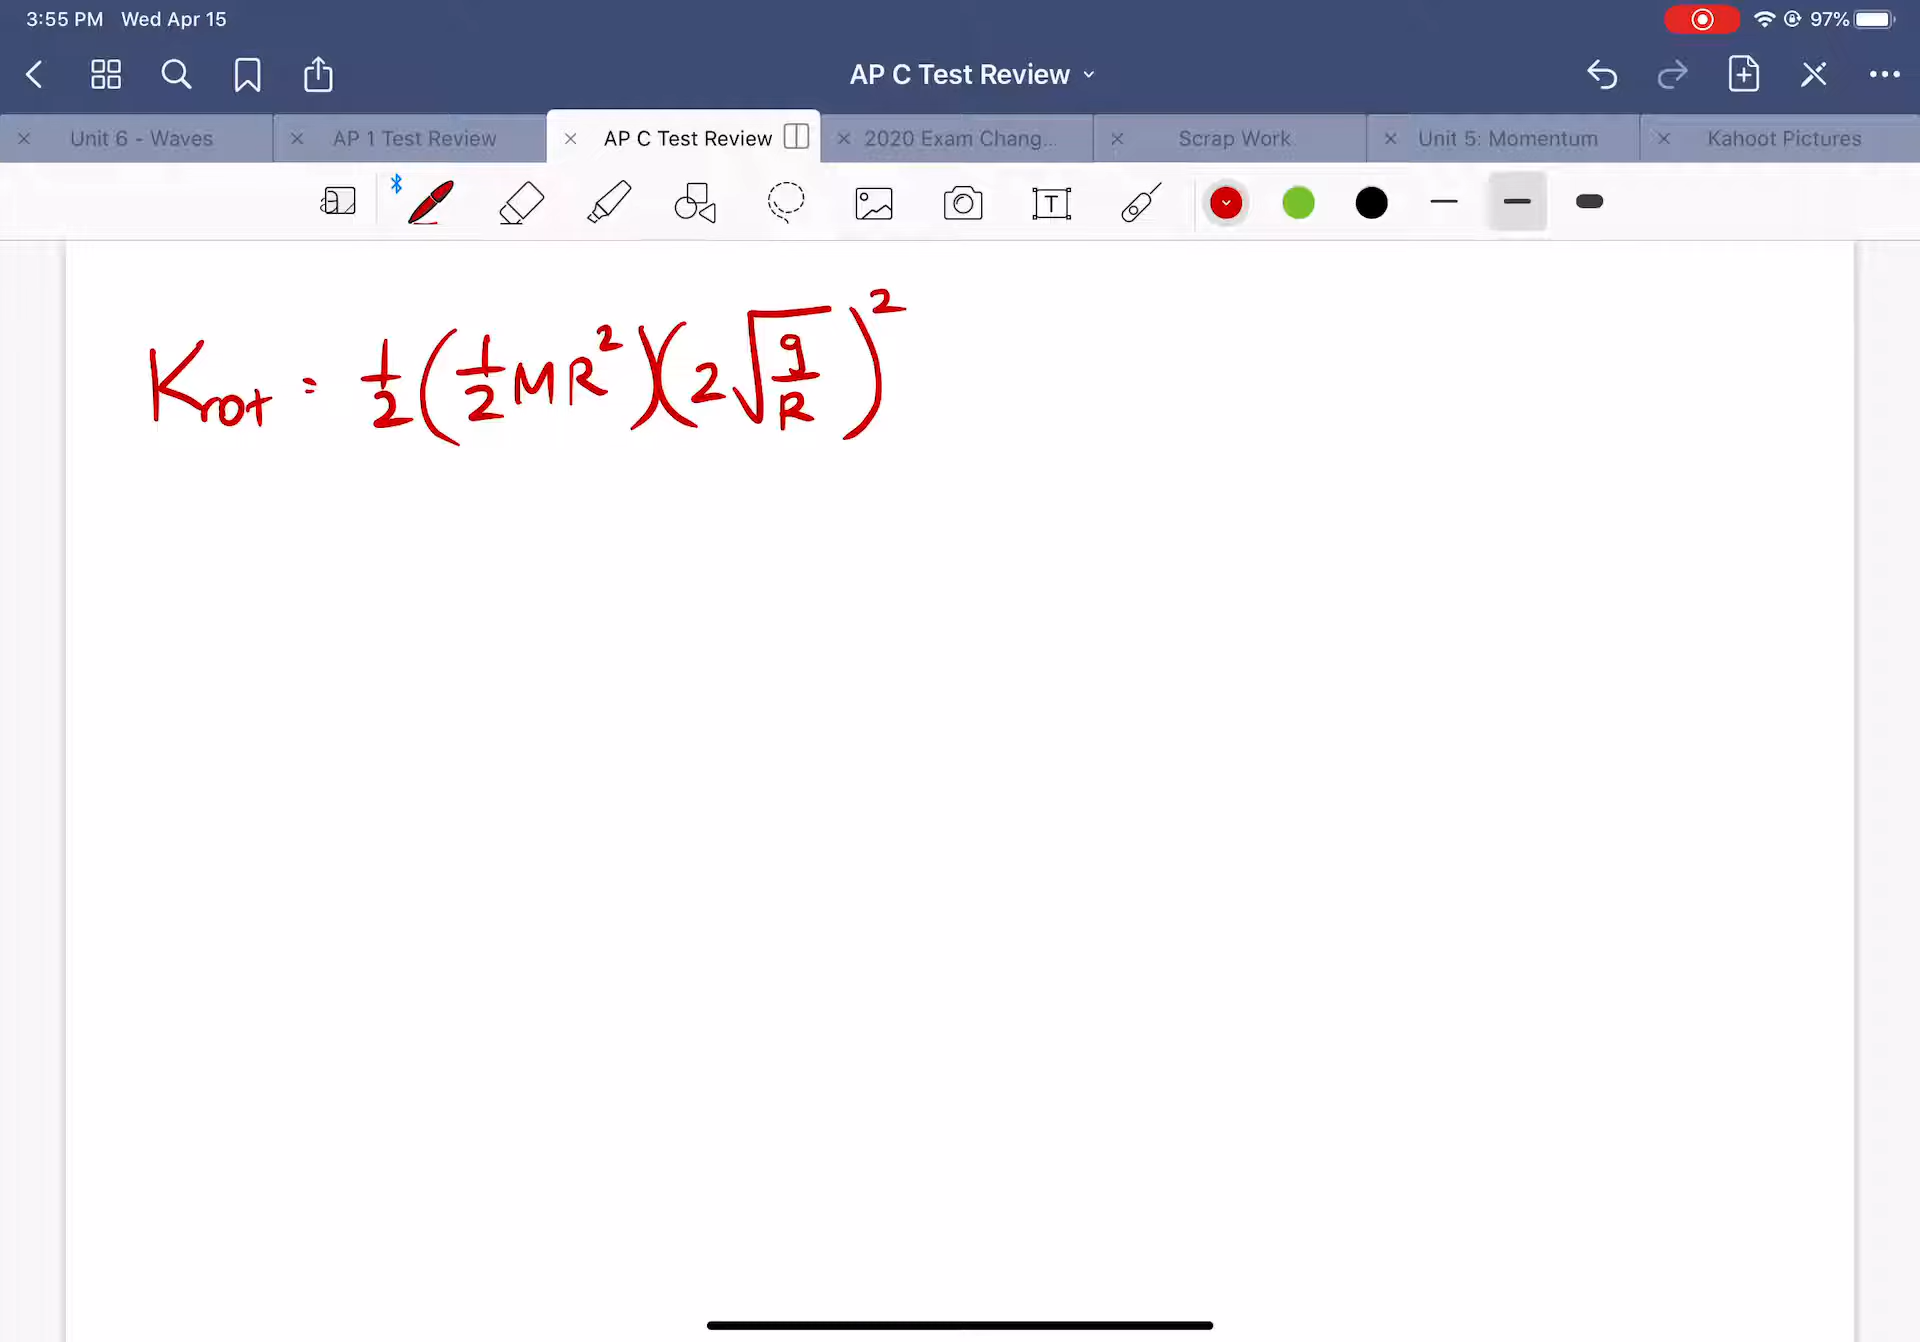 3:55 PM Wed Apr 15 97%
AP C Test Review
Unit 6 - Waves AP 1 Test Review AP C Test Review 2020 Exam Chang... Scrap Work Unit 5: Momentum Kahoot Pictures
K_rot = 1/2 (1/2 MR²)(2√(g/R))²